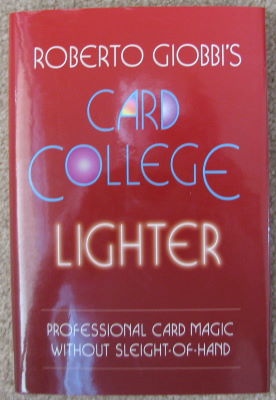 ROBERTO GIOBBI'S
CARD
COLLEGE
LIGHTER
PROFESSIONAL CARD MAGIC
WITHOUT SLEIGHT-OF-HAND